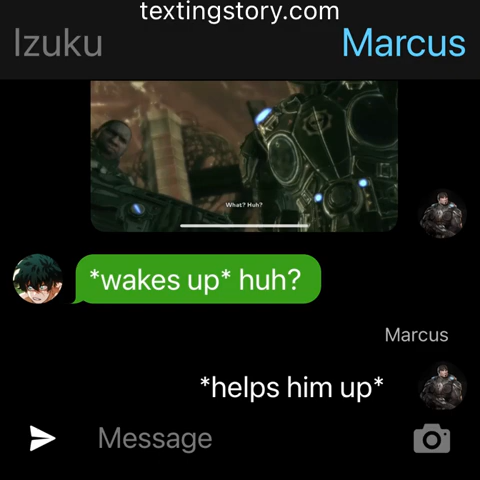 textingstory.com
Izuku
Marcus
What? Huh?
*wakes up* huh?
Marcus
*helps him up*
Message